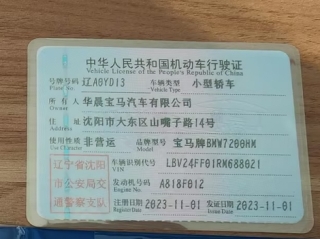 中华人民共和国机动车行驶证
Vehicle License of the People's Republic of China
号牌号码 辽A8YD13 车辆类型 小型轿车
Plate No. Vehicle Type
所有人 华晨宝马汽车有限公司
Owner
住址 沈阳市大东区山嘴子路14号
Address
使用性质 非营运 品牌型号 宝马牌BMW7200HM
Use Character Model
辽宁省沈阳
市公安局交
通警察支队
车辆识别代号 LBV24FF01RM688021
VIN
发动机号码 A818F012
Engine No.
注册日期 2023-11-01 发证日期 2023-11-01
Register Date Issue Date